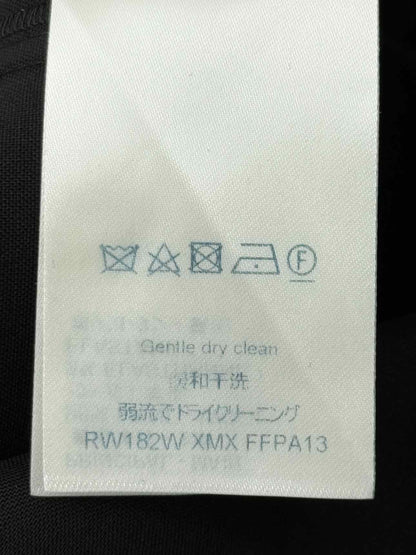 F
Gentle dry clean
缓和干洗
弱流でドライクリーニング
RW182W XMX FFPA13